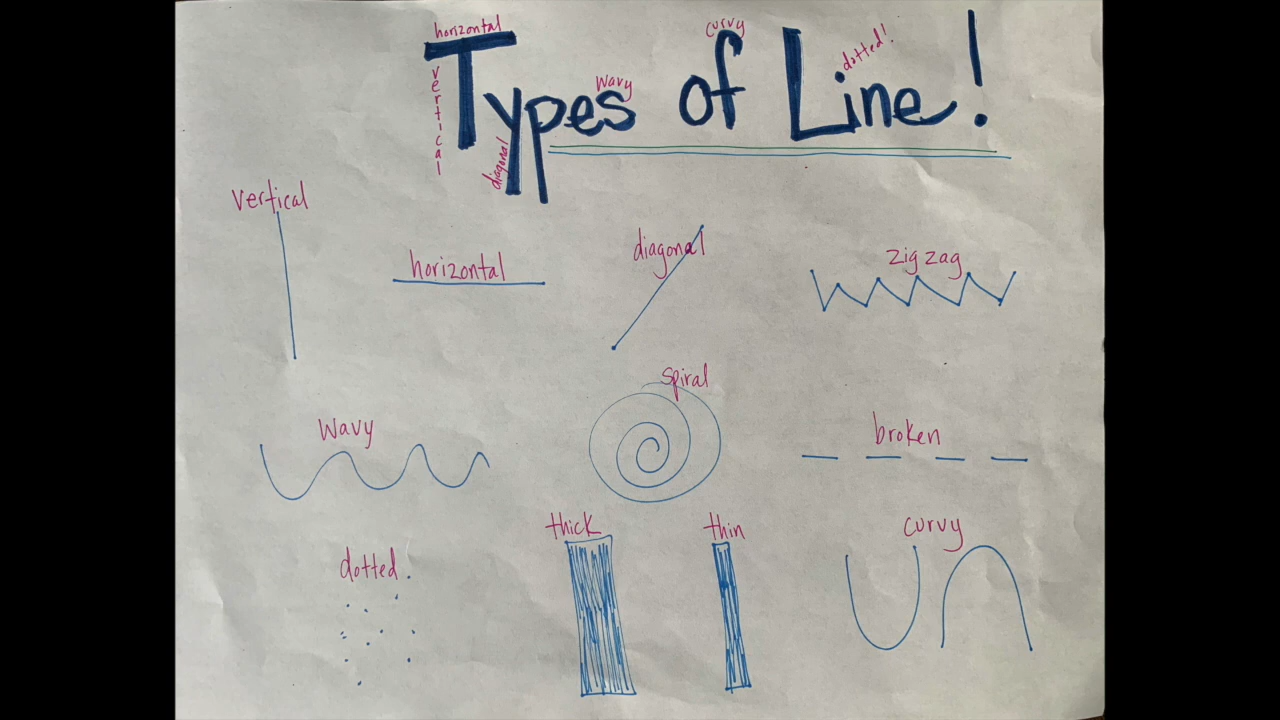 horizontal
curvy
dotted!
Types of Line!
wavy
vertical
diagonal
vertical
horizontal
diagonal
zig zag
spiral
wavy
broken
thick
thin
curvy
dotted.